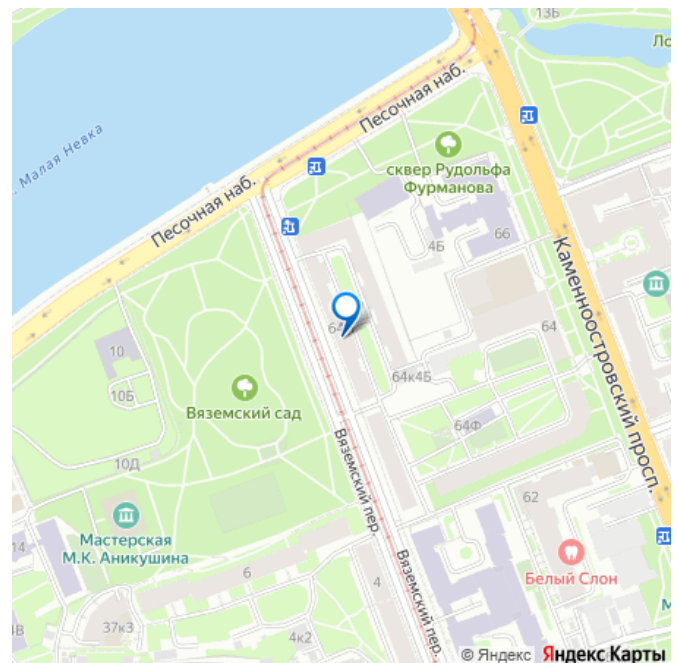 13Б
Ло
Песочная наб.
Малая Невка
сквер Рудольфа
Фурманова
Песочная наб.
4Б
66
Каменноостровский просп.
64
10
64к4Б
10Б
Вяземский сад
64Ф
Вяземский пер.
10Д
62
Мастерская
М.К. Аникушина
14
Белый Слон
6
4
Вяземский пер.
37к3
4к2
© Яндекс Яндекс Карты